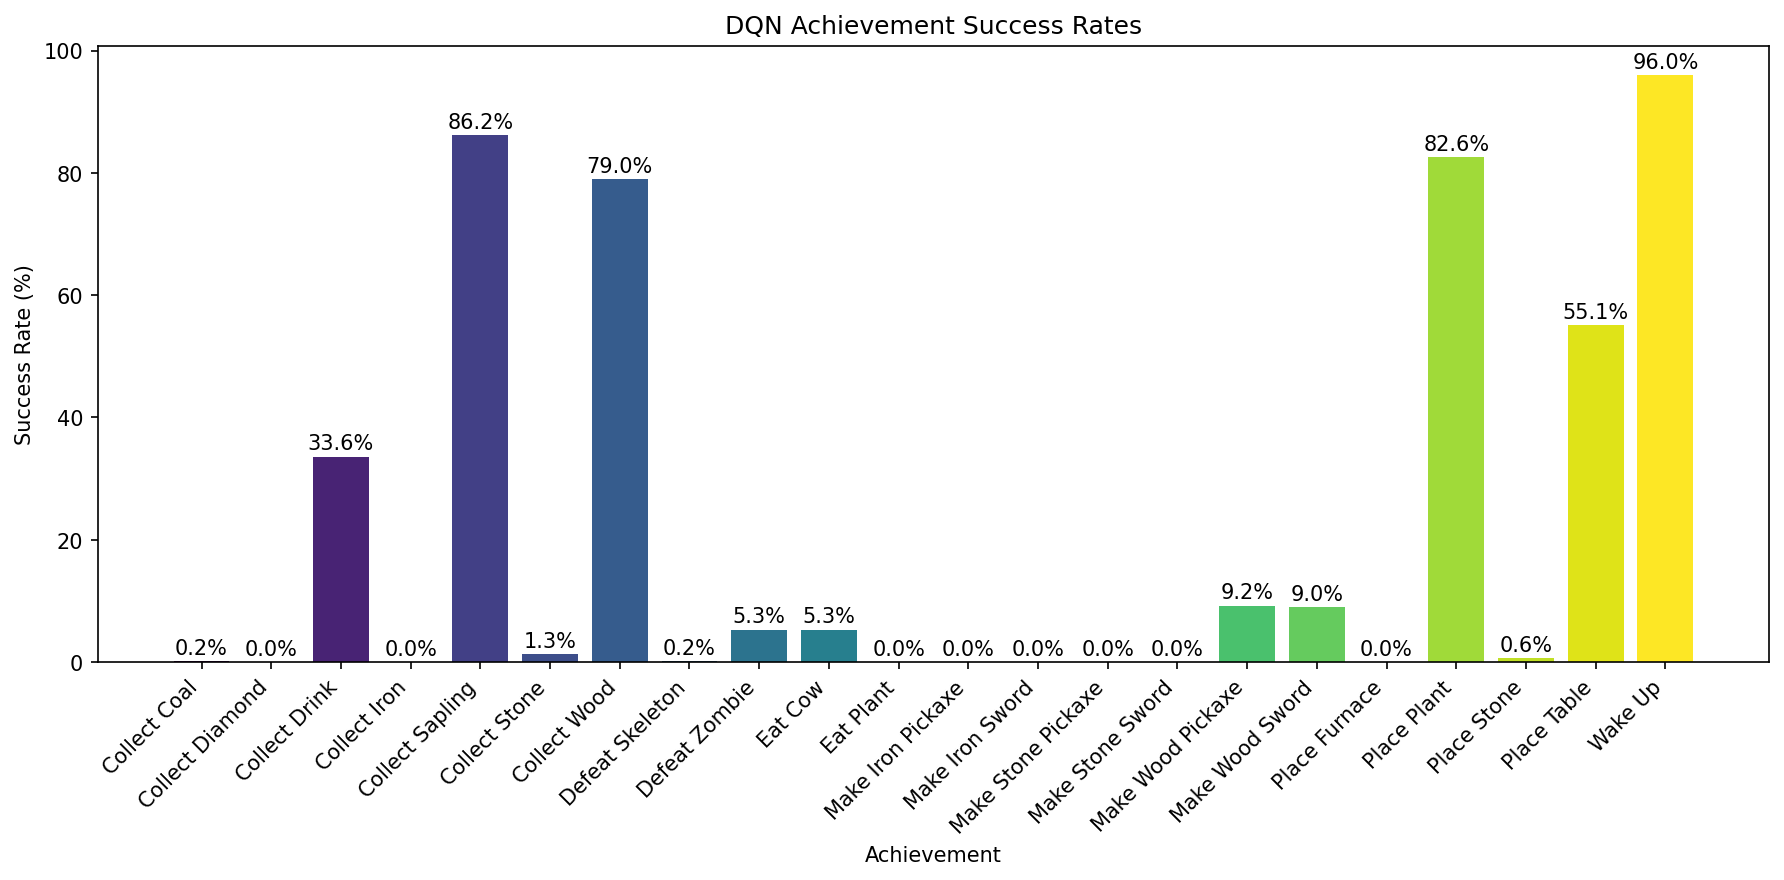 DQN Achievement Success Rates
Success Rate (%)
100
80
60
40
20
0
0.2%
0.0%
33.6%
0.0%
86.2%
1.3%
79.0%
0.2%
5.3%
5.3%
0.0%
0.0%
0.0%
0.0%
0.0%
9.2%
9.0%
0.0%
82.6%
0.6%
55.1%
96.0%
Collect Coal
Collect Diamond
Collect Drink
Collect Iron
Collect Sapling
Collect Stone
Collect Wood
Defeat Skeleton
Defeat Zombie
Eat Cow
Eat Plant
Make Iron Pickaxe
Make Iron Sword
Make Stone Pickaxe
Make Stone Sword
Make Wood Pickaxe
Make Wood Sword
Place Furnace
Place Plant
Place Stone
Place Table
Wake Up
Achievement